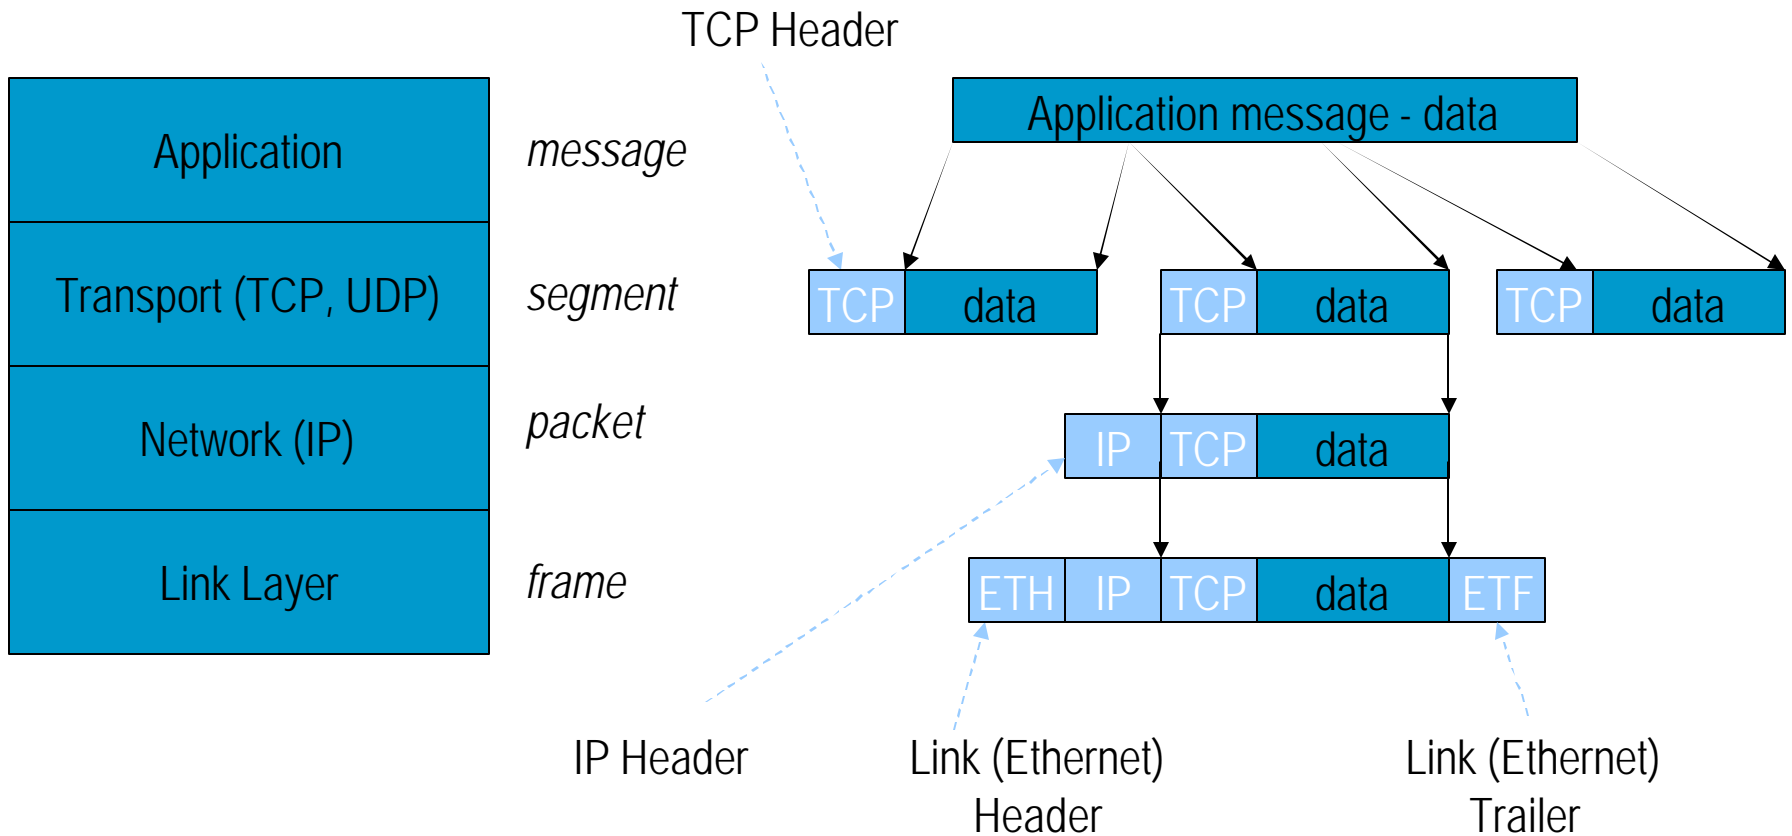 TCP Header
Application message - data
Application
message
Transport (TCP, UDP)
segment
TCP data
TCP data
TCP data
Network (IP)
packet
IP TCP data
Link Layer
frame
ETH IP TCP data ETF
IP Header
Link (Ethernet)
Header
Link (Ethernet)
Trailer